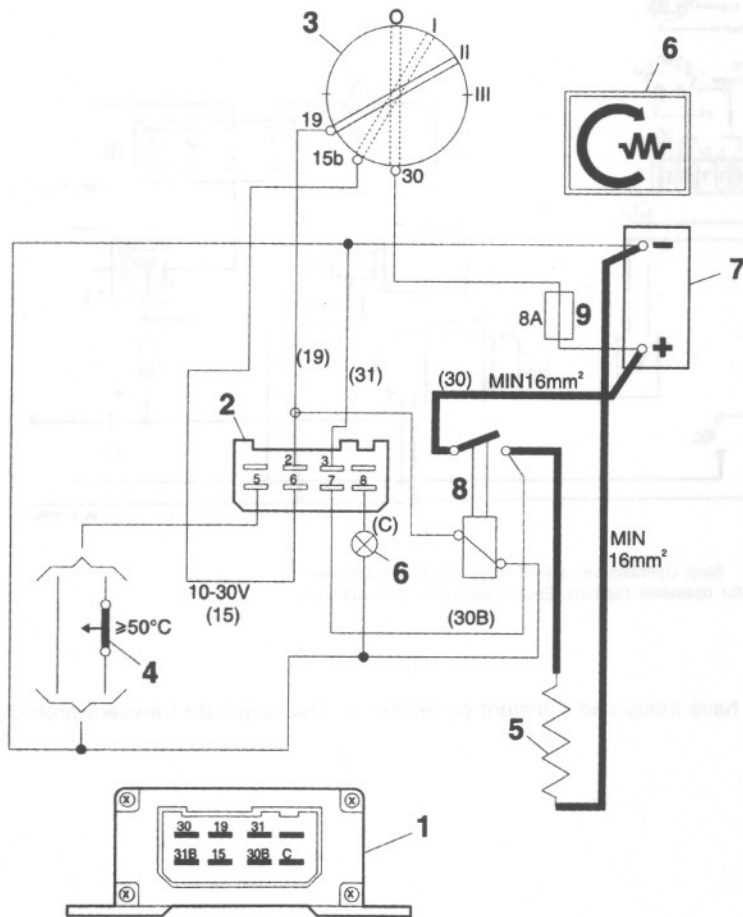 3
O
I
II
III
6
19
15b
30
−
7
8A
9
+
(19)
(31)
(30) MIN16mm²
2
2 3
5 6 7 8
8
(C)
6
MIN
16mm²
10-30V
(15)
(30B)
≥50°C
4
5
30 19 31
1
31B 15 30B C